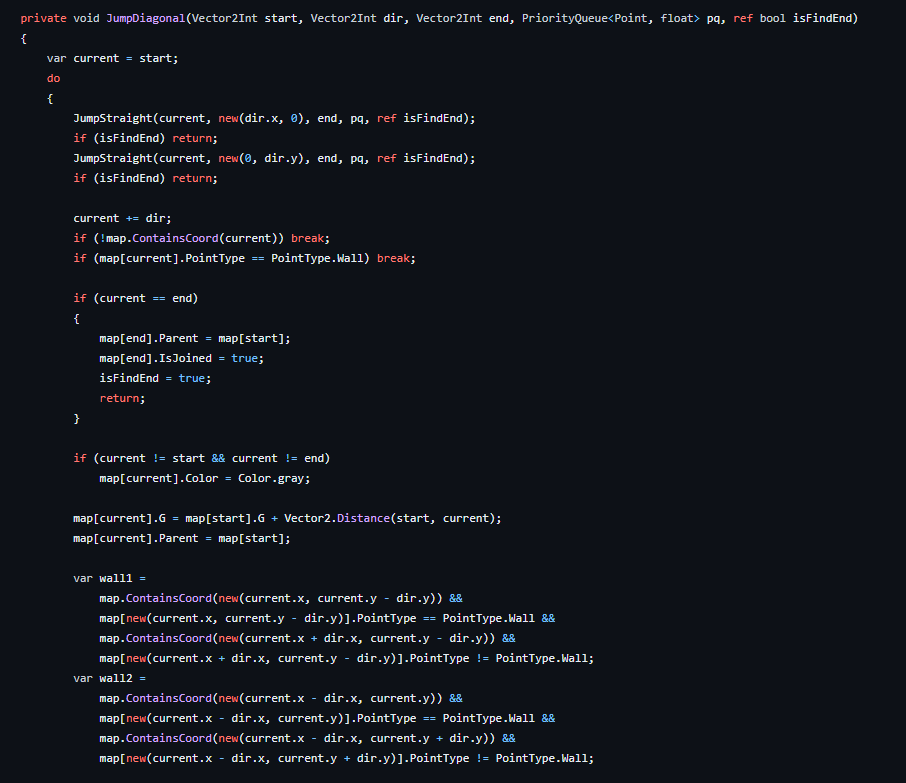 private void JumpDiagonal(Vector2Int start, Vector2Int dir, Vector2Int end, PriorityQueue<Point, float> pq, ref bool isFindEnd)
{
    var current = start;
    do
    {
        JumpStraight(current, new(dir.x, 0), end, pq, ref isFindEnd);
        if (isFindEnd) return;
        JumpStraight(current, new(0, dir.y), end, pq, ref isFindEnd);
        if (isFindEnd) return;

        current += dir;
        if (!map.ContainsCoord(current)) break;
        if (map[current].PointType == PointType.Wall) break;

        if (current == end)
        {
            map[end].Parent = map[start];
            map[end].IsJoined = true;
            isFindEnd = true;
            return;
        }

        if (current != start && current != end)
            map[current].Color = Color.gray;

        map[current].G = map[start].G + Vector2.Distance(start, current);
        map[current].Parent = map[start];

        var wall1 =
            map.ContainsCoord(new(current.x, current.y - dir.y)) &&
            map[new(current.x, current.y - dir.y)].PointType == PointType.Wall &&
            map.ContainsCoord(new(current.x + dir.x, current.y - dir.y)) &&
            map[new(current.x + dir.x, current.y - dir.y)].PointType != PointType.Wall;
        var wall2 =
            map.ContainsCoord(new(current.x - dir.x, current.y)) &&
            map[new(current.x - dir.x, current.y)].PointType == PointType.Wall &&
            map.ContainsCoord(new(current.x - dir.x, current.y + dir.y)) &&
            map[new(current.x - dir.x, current.y + dir.y)].PointType != PointType.Wall;